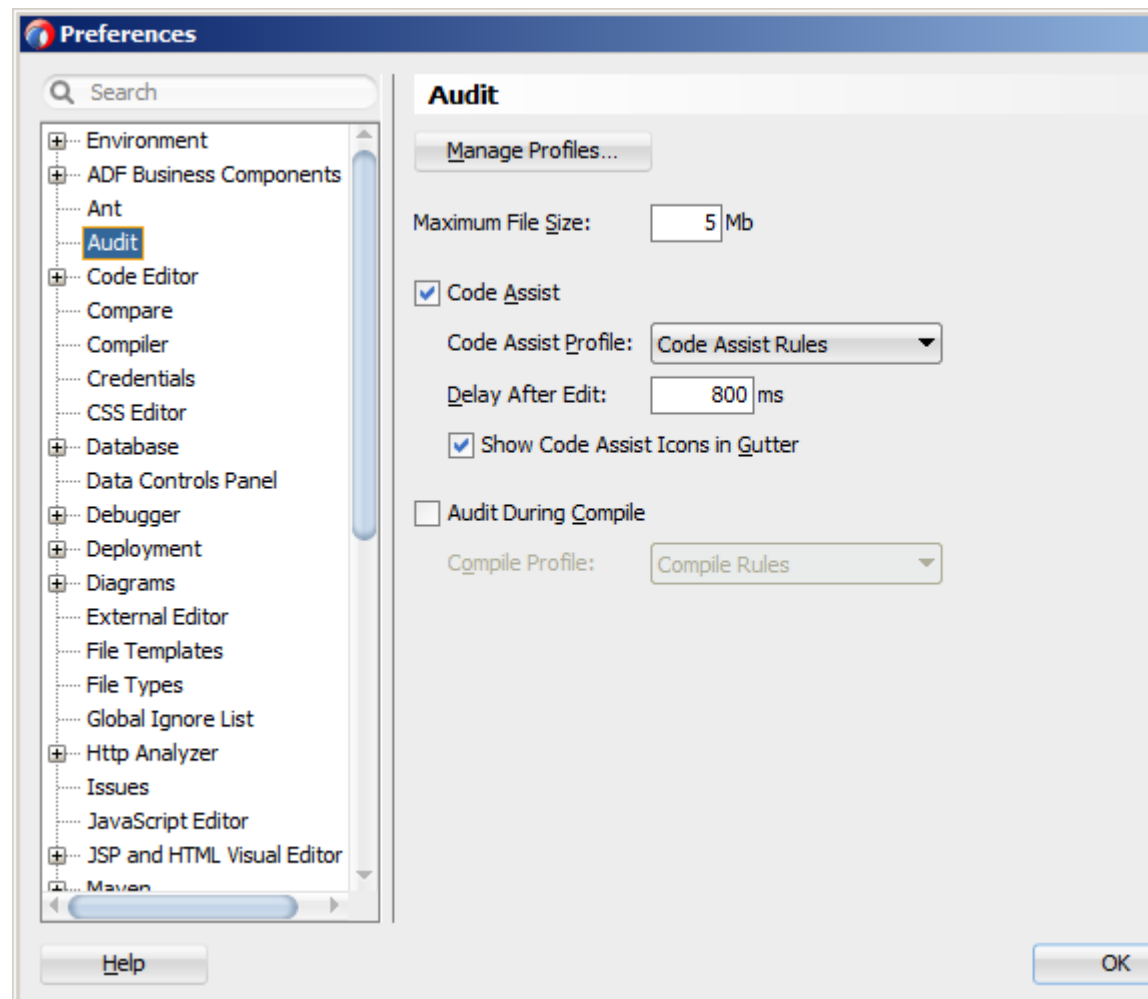 Preferences
Search
Environment
ADF Business Components
Ant
Audit
Code Editor
Compare
Compiler
Credentials
CSS Editor
Database
Data Controls Panel
Debugger
Deployment
Diagrams
External Editor
File Templates
File Types
Global Ignore List
Http Analyzer
Issues
JavaScript Editor
JSP and HTML Visual Editor
Maven
Audit
Manage Profiles...
Maximum File Size: 5 Mb
Code Assist
Code Assist Profile: Code Assist Rules
Delay After Edit: 800 ms
Show Code Assist Icons in Gutter
Audit During Compile
Compile Profile: Compile Rules
Help
OK